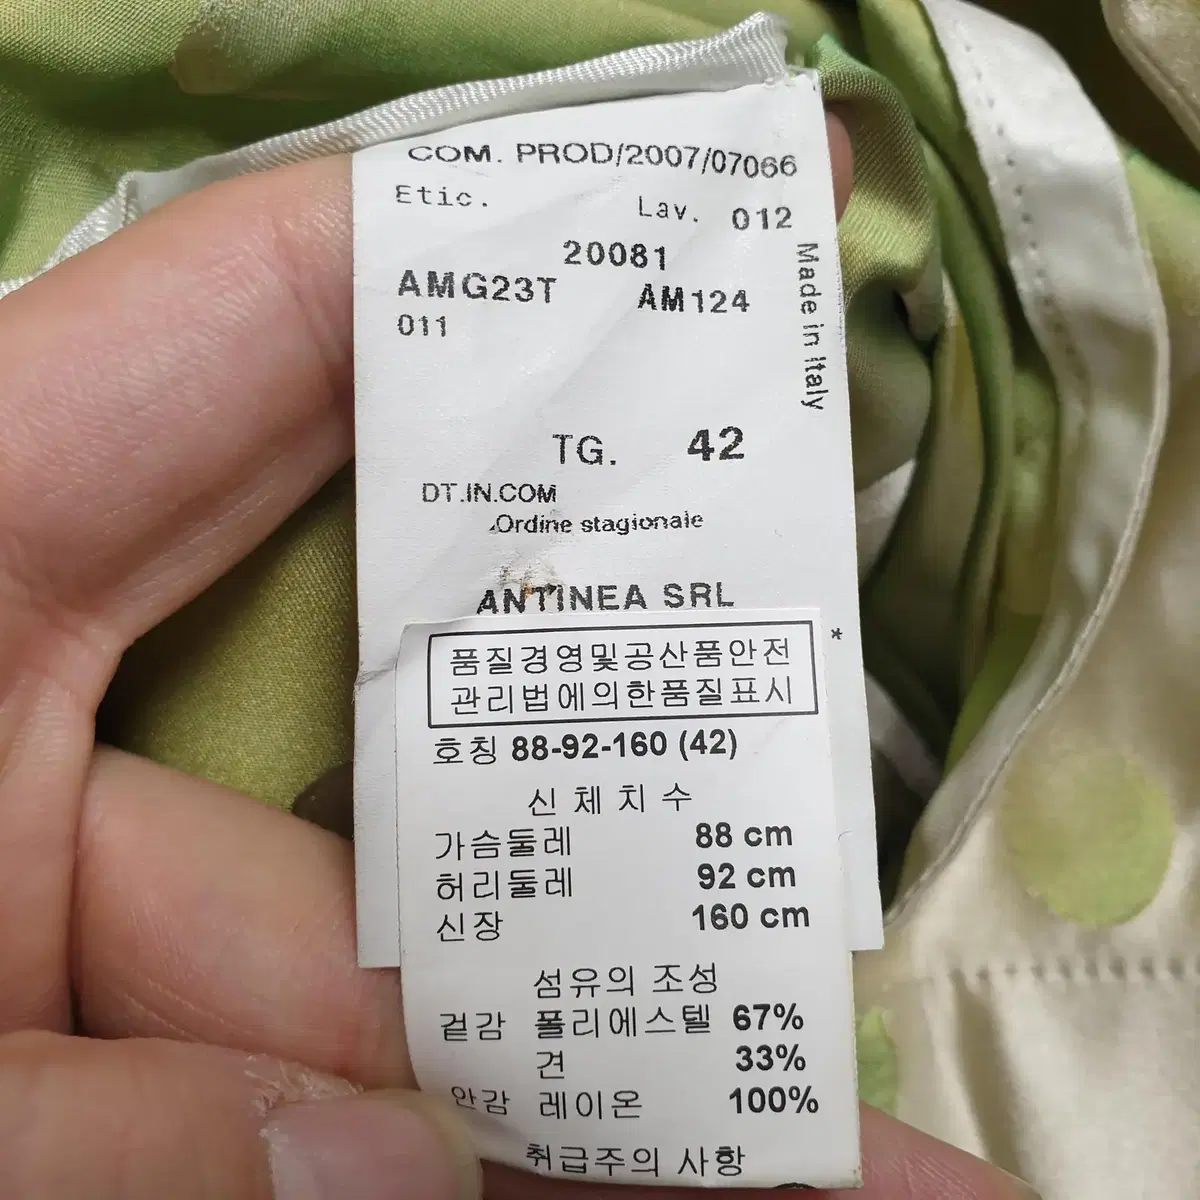 COM. PROD/2007/07066
Etic. Lav. 012
20081
AMG23T AM124
011
Made in Italy
TG. 42
DT.IN.COM
Ordine stagionale
ANTINEA SRL
*
품질경영및공산품안전
관리법에의한품질표시
호칭 88-92-160 (42)
신 체 치 수
가슴둘레 88 cm
허리둘레 92 cm
신장 160 cm
섬유의 조성
겉감 폴리에스텔 67%
견 33%
안감 레이온 100%
취급주의 사항